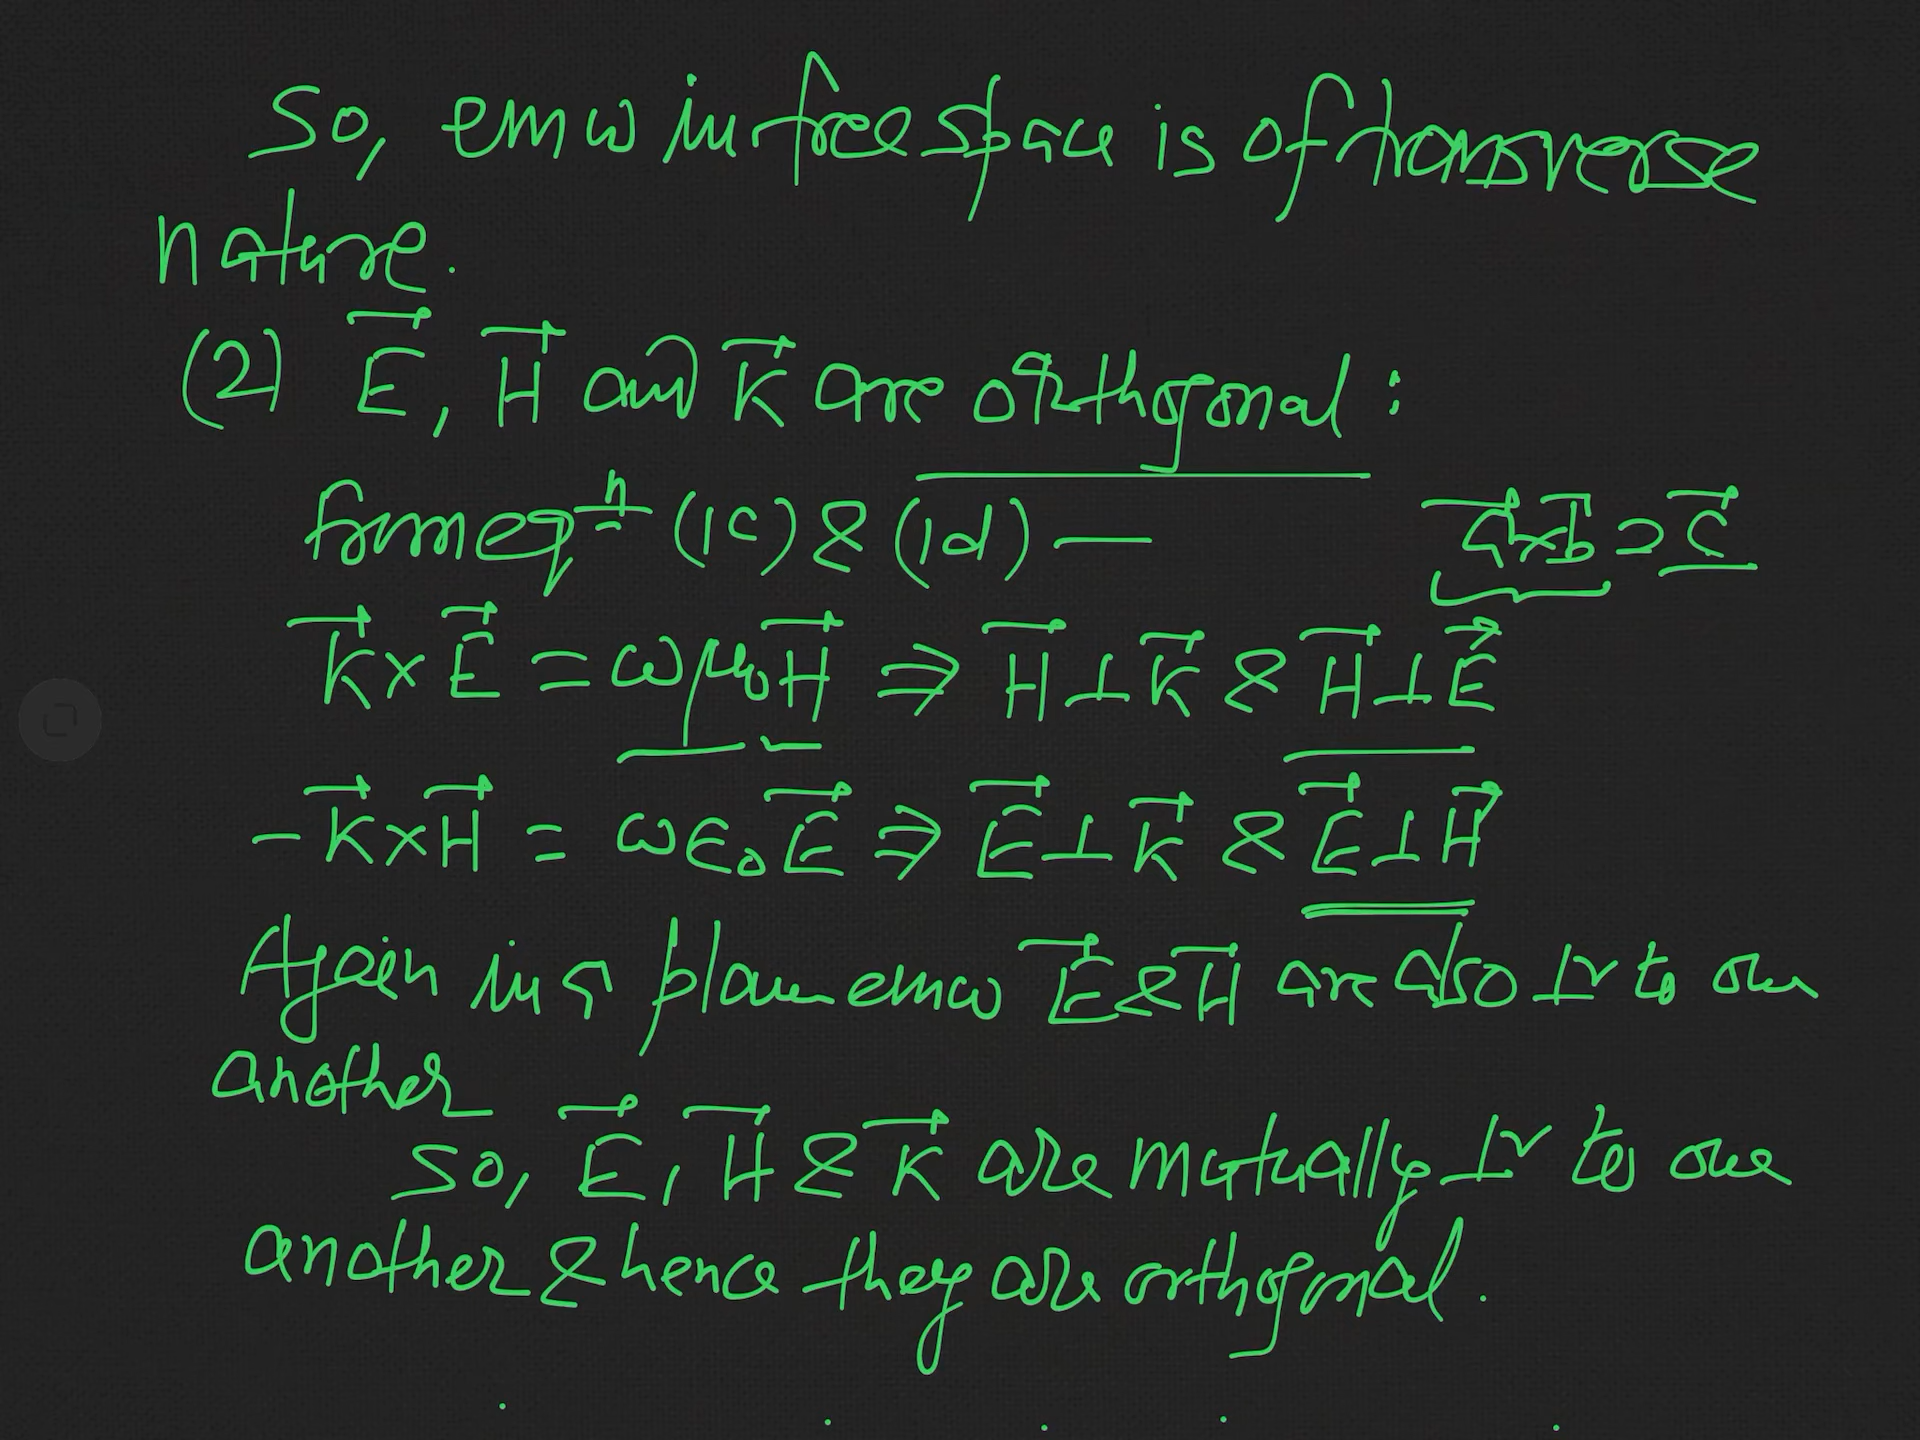 So, emw in free space is of transverse
nature.
(2) E⃗, H⃗ and K⃗ are orthogonal :
from eqⁿ (1c) & (1d) —
a⃗×b⃗ = c⃗
K⃗ × E⃗ = ωμ₀H⃗ ⇒ H⃗ ⊥ K⃗ & H⃗ ⊥ E⃗
- K⃗ × H⃗ = ωϵ₀E⃗ ⇒ E⃗ ⊥ K⃗ & E⃗ ⊥ H⃗
Again in a plane emw E⃗ & H⃗ are also ⊥r to one
another
So, E⃗, H⃗ & K⃗ are mutually ⊥r to one
another & hence they are orthogonal.